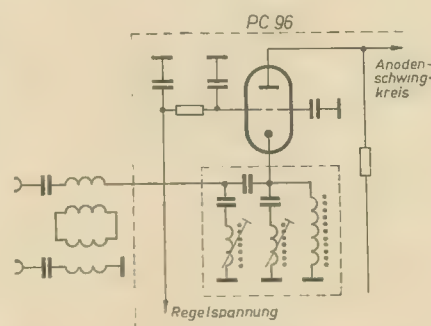 PC 96
Anoden-
schwing-
kreis
Regelspannung